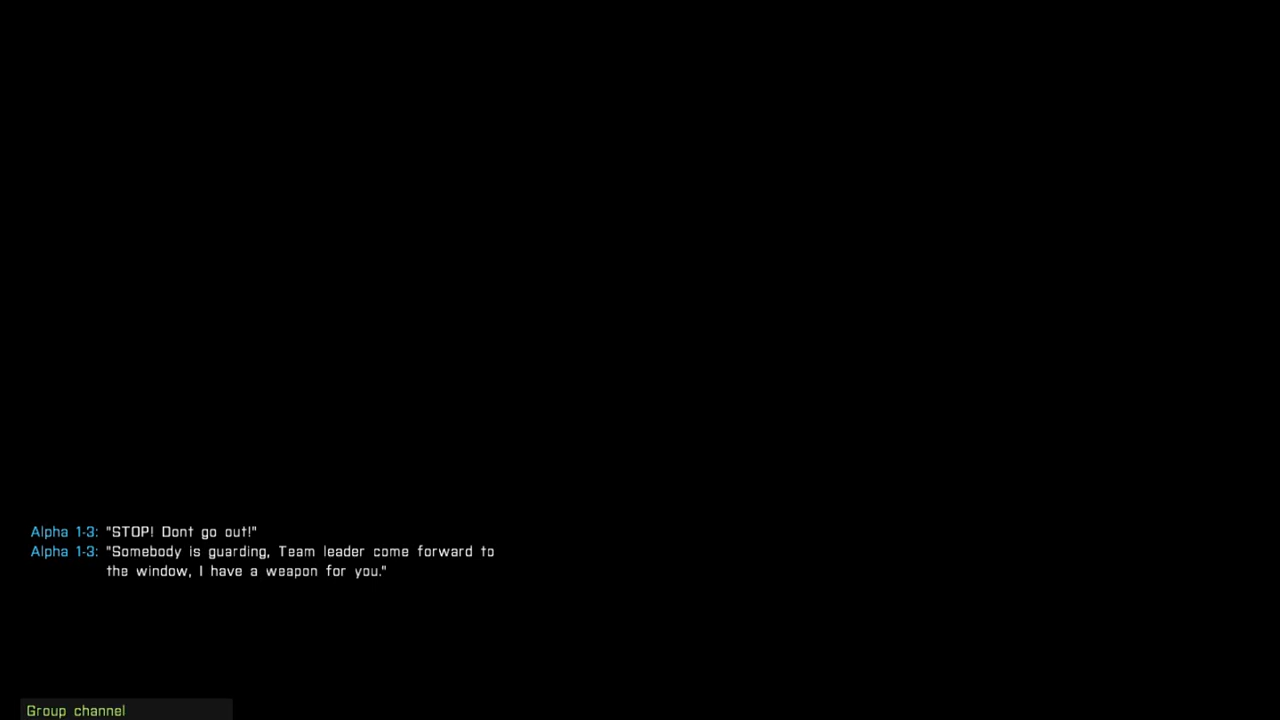 Alpha 1-3: "STOP! Dont go out!"
Alpha 1-3: "Somebody is guarding, Team leader come forward to
the window, I have a weapon for you."
Group channel